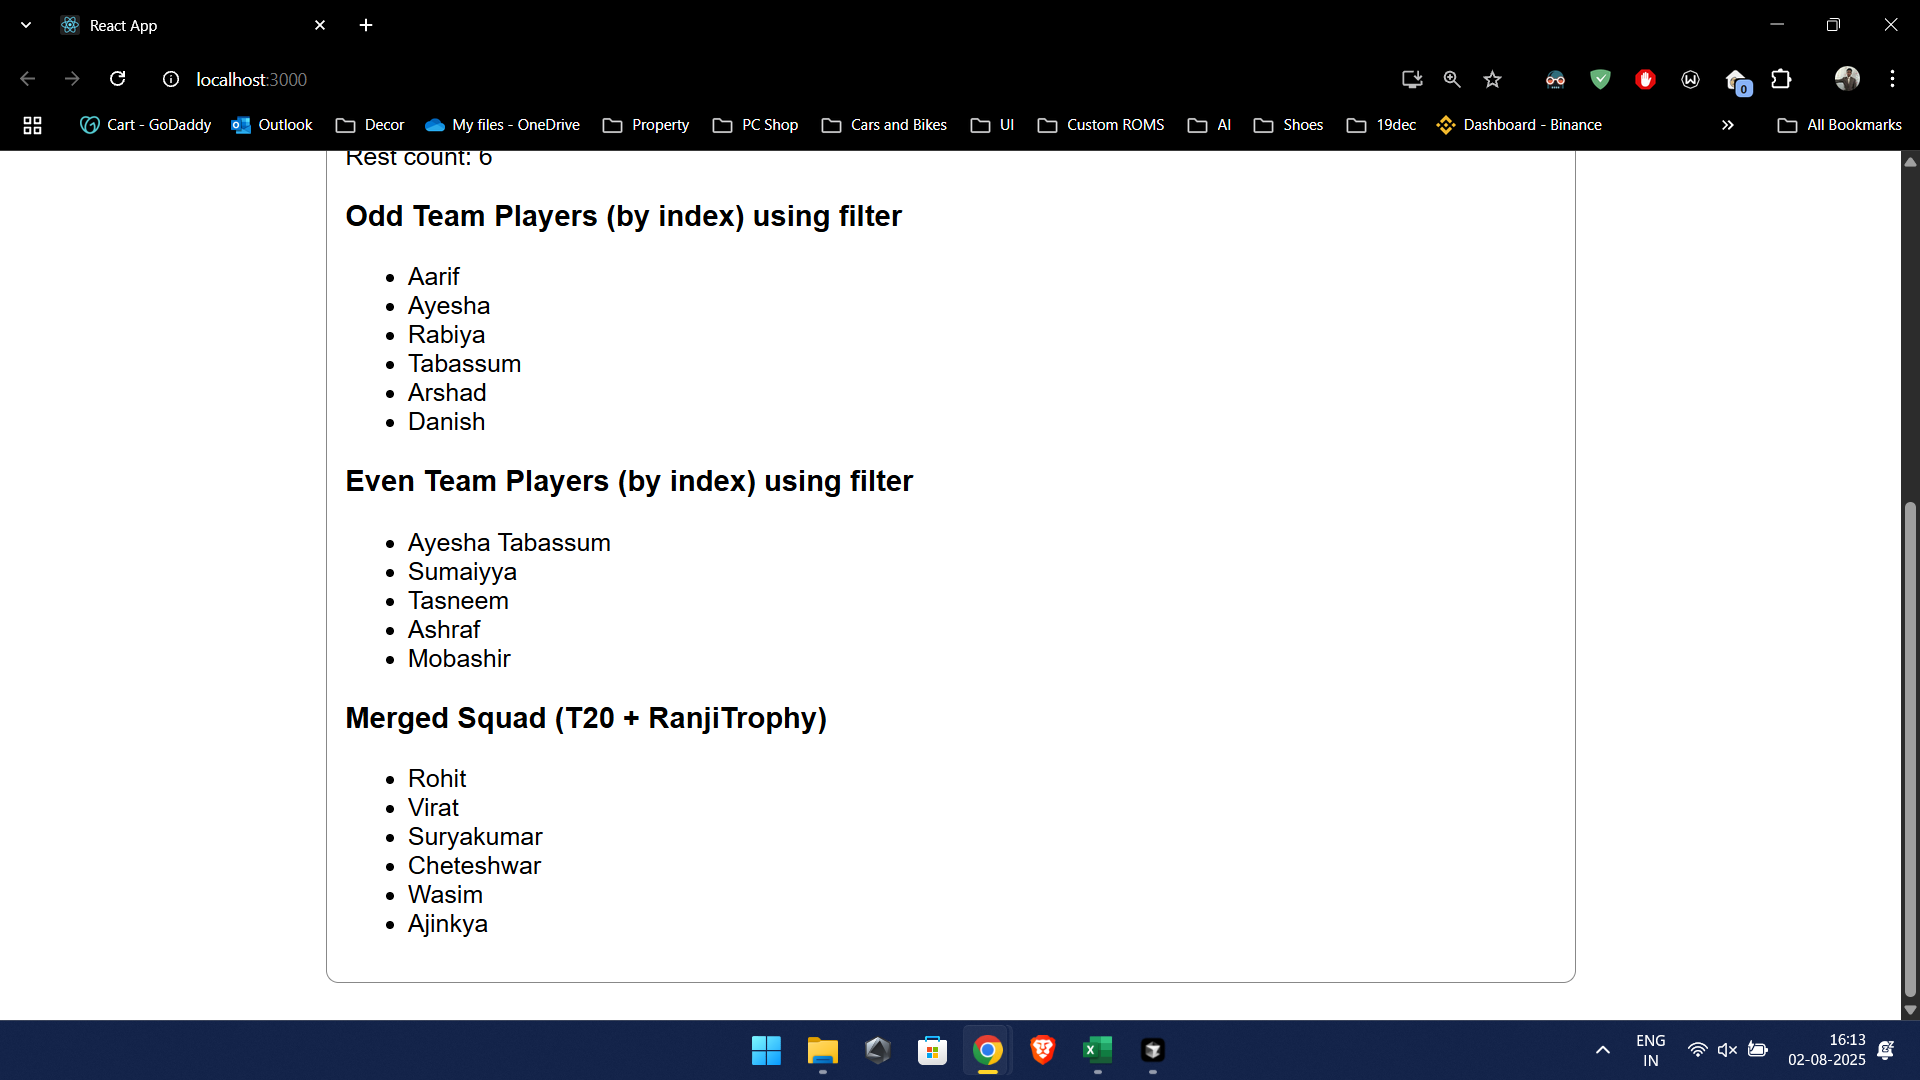 React App
localhost:3000
0
Cart - GoDaddy Outlook Decor My files - OneDrive Property PC Shop Cars and Bikes UI Custom ROMS AI Shoes 19dec Dashboard - Binance » All Bookmarks
Rest count: 6
Odd Team Players (by index) using filter
Aarif
Ayesha
Rabiya
Tabassum
Arshad
Danish
Even Team Players (by index) using filter
Ayesha Tabassum
Sumaiyya
Tasneem
Ashraf
Mobashir
Merged Squad (T20 + RanjiTrophy)
Rohit
Virat
Suryakumar
Cheteshwar
Wasim
Ajinkya
ENG
IN
16:13
02-08-2025